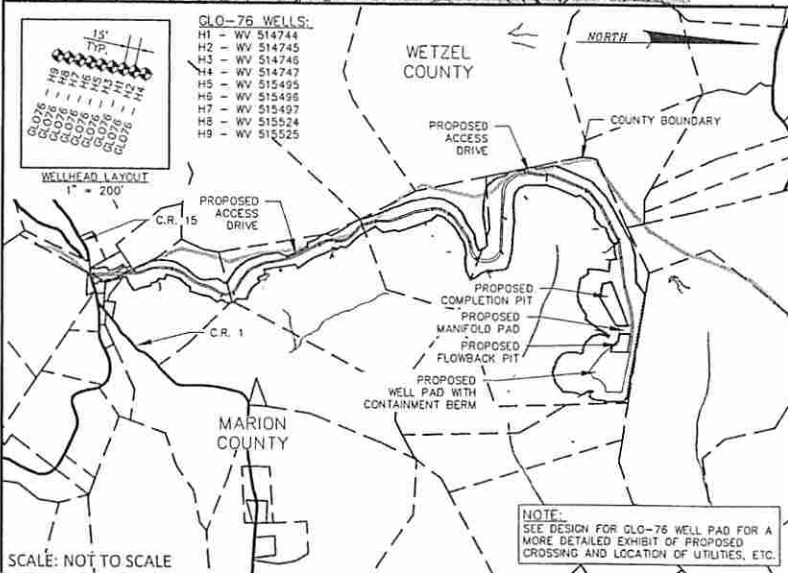 15'
TYP.
GLO76 - H9
GLO76 - H8
GLO76 - H7
GLO76 - H6
GLO76 - H5
GLO76 - H3
GLO76 - H1
GLO76 - H2
GLO76 - H4
WELLHEAD LAYOUT
1" = 200'
GLO-76 WELLS:
H1 - WV 514744
H2 - WV 514745
H3 - WV 514746
H4 - WV 514747
H5 - WV 515495
H6 - WV 515496
H7 - WV 515497
H8 - WV 515524
H9 - WV 515525
WETZEL
COUNTY
NORTH
PROPOSED
ACCESS
DRIVE
COUNTY BOUNDARY
PROPOSED
ACCESS
DRIVE
C.R. 15
C.R. 1
PROPOSED
COMPLETION PIT
PROPOSED
MANIFOLD PAD
PROPOSED
FLOWBACK PIT
PROPOSED
WELL PAD WITH
CONTAINMENT BERM
MARION
COUNTY
NOTE:
SEE DESIGN FOR GLO-76 WELL PAD FOR A
MORE DETAILED EXHIBIT OF PROPOSED
CROSSING AND LOCATION OF UTILITIES, ETC.
SCALE: NOT TO SCALE